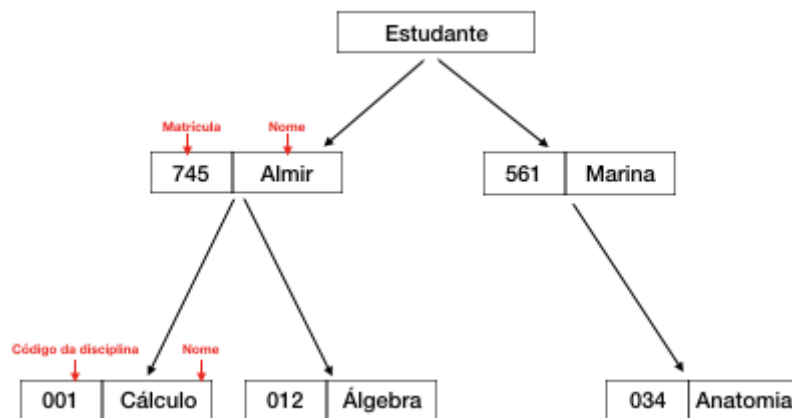 Estudante
Matrícula Nome
745 Almir
561 Marina
Código da disciplina Nome
001 Cálculo
012 Álgebra
034 Anatomia